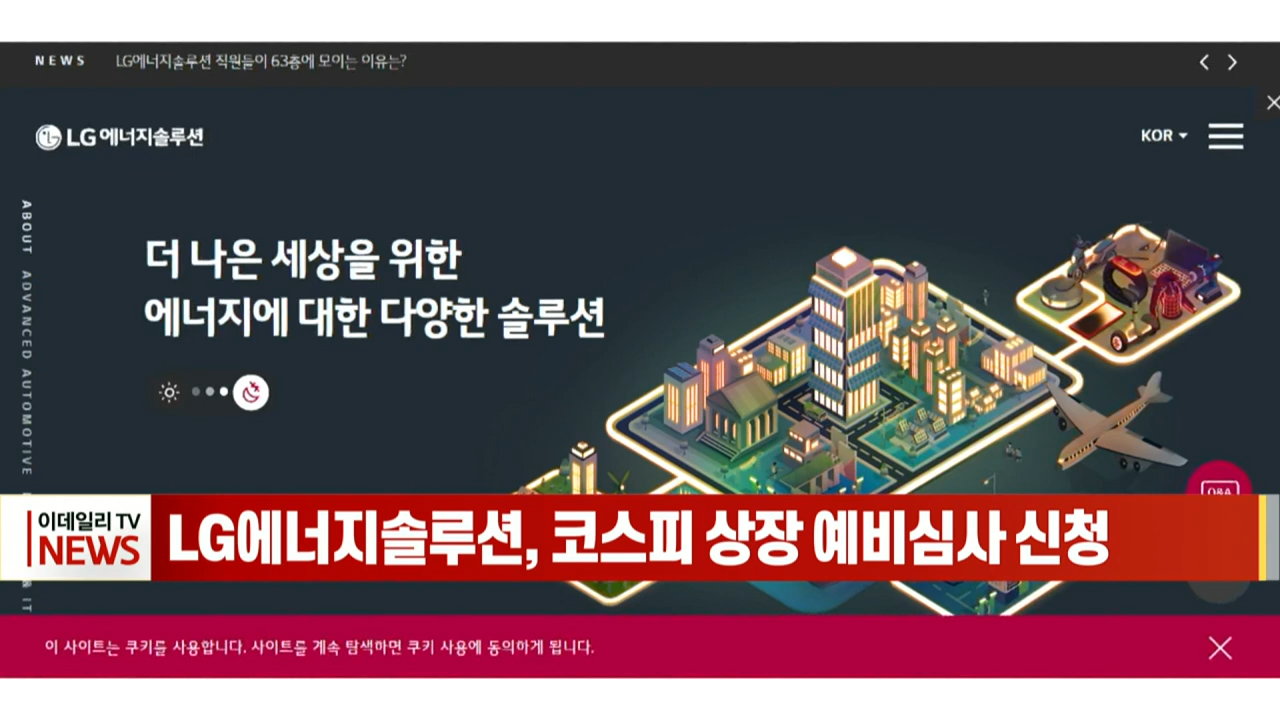 NEWS LG에너지솔루션 직원들이 63층에 모이는 이유는?
LG 에너지솔루션
KOR
ABOUT ADVANCED AUTOMOTIVE
더 나은 세상을 위한
에너지에 대한 다양한 솔루션
Q&A
이데일리 TV
NEWS
LG에너지솔루션, 코스피 상장 예비심사 신청
& IT
이 사이트는 쿠키를 사용합니다. 사이트를 계속 탐색하면 쿠키 사용에 동의하게 됩니다.